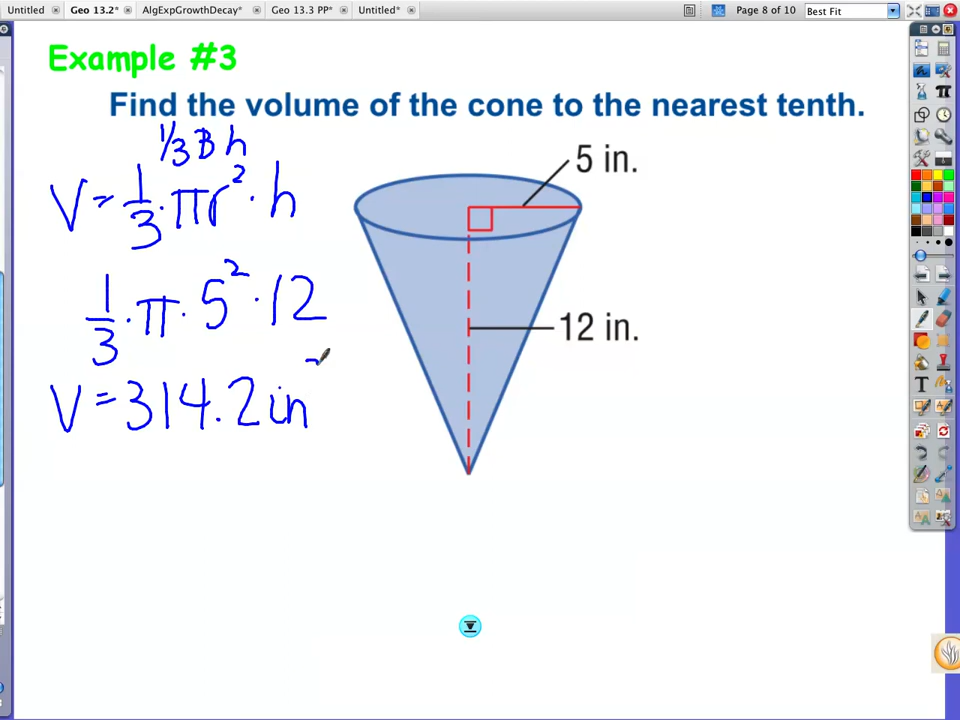 Untitled Geo 13.2* AlgExpGrowthDecay* Geo 13.3 PP* Untitled* Page 8 of 10 Best Fit
Example #3
Find the volume of the cone to the nearest tenth.
1/3 B h
V = 1/3 · πr² · h
5 in.
1/3 · π · 5² · 12
12 in.
V = 314.2 in